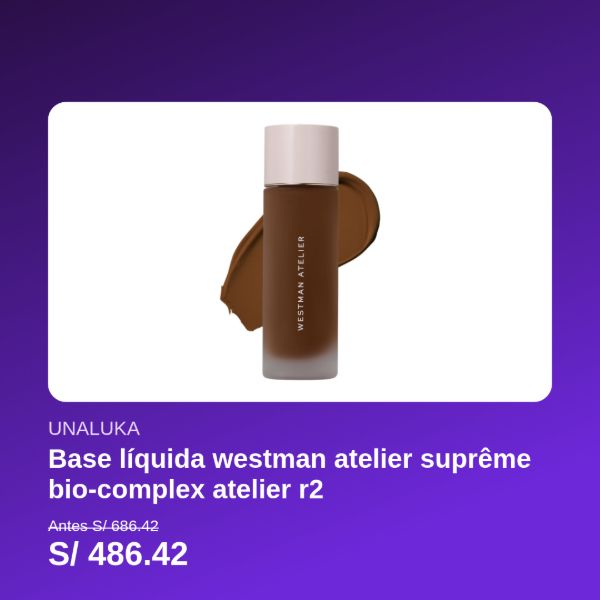 WESTMAN ATELIER
UNALUKA
Base líquida westman atelier suprême
bio-complex atelier r2
Antes S/ 686.42
S/ 486.42